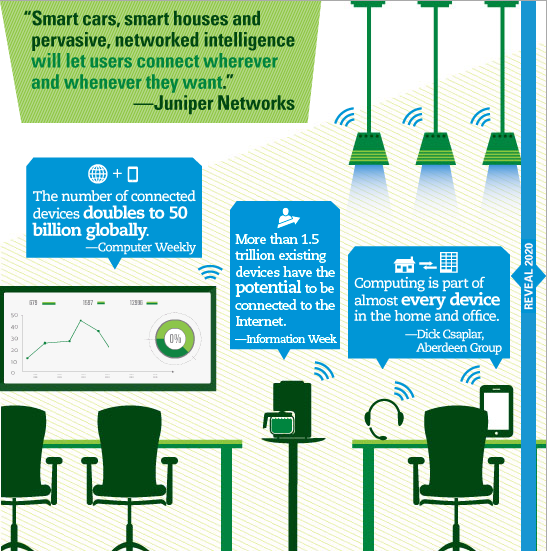 “Smart cars, smart houses and
pervasive, networked intelligence
will let users connect wherever
and whenever they want.”
—Juniper Networks
The number of connected
devices doubles to 50
billion globally.
—Computer Weekly
More than 1.5
trillion existing
devices have the
potential to be
connected to the
Internet.
—Information Week
Computing is part of
almost every device
in the home and office.
—Dick Csaplar,
Aberdeen Group
REVEAL 2020
50
40
30
20
10
0
0%